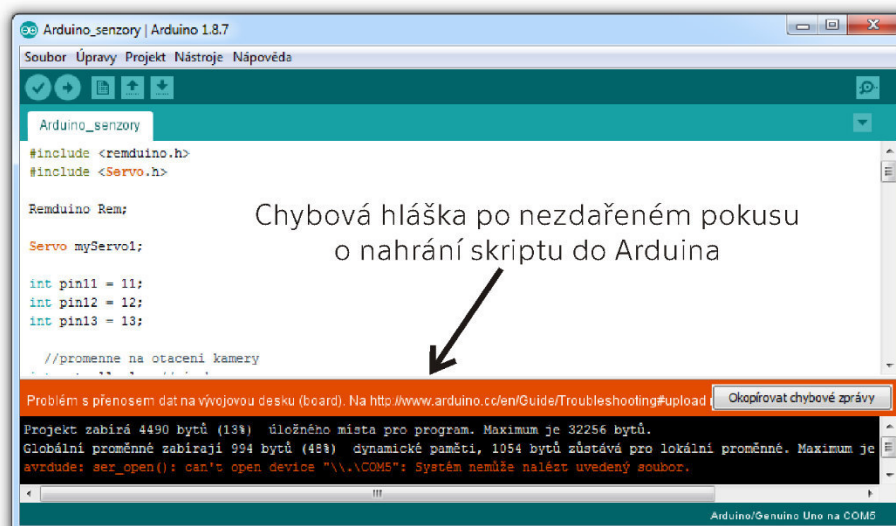 Arduino_senzory | Arduino 1.8.7
Soubor Úpravy Projekt Nástroje Nápověda
Arduino_senzory
#include <remduino.h>
#include <Servo.h>
Remduino Rem;
Servo myServo1;
int pin11 = 11;
int pin12 = 12;
int pin13 = 13;
//promenne na otaceni kamery
Chybová hláška po nezdařeném pokusu
o nahrání skriptu do Arduina
Problém s přenosem dat na vývojovou desku (board). Na http://www.arduino.cc/en/Guide/Troubleshooting#upload
Okopírovat chybové zprávy
Projekt zabírá 4490 bytů (13%) úložného místa pro program. Maximum je 32256 bytů.
Globální proměnné zabírají 994 bytů (48%) dynamické paměti, 1054 bytů zůstává pro lokální proměnné. Maximum je
avrdude: ser_open(): can't open device "\\.\COM5": Systém nemůže nalézt uvedený soubor.
Arduino/Genuino Uno na COM5